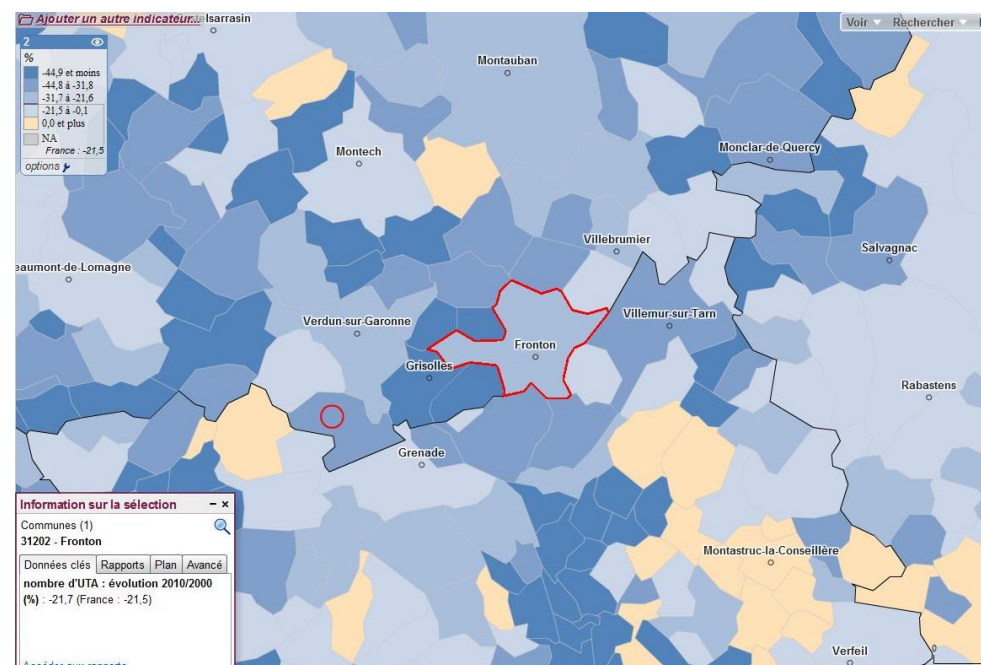 Ajouter un autre indicateur...
elsarrasin
Voir
Rechercher
2
%
-44,9 et moins
-44,8 à -31,8
-31,7 à -21,6
-21,5 à -0,1
0,0 et plus
NA
France : -21,5
options
Montauban
Montech
Monclar-de-Quercy
Villebrumier
Salvagnac
eaumont-de-Lomagne
Verdun-sur-Garonne
Villemur-sur-Tarn
Fronton
Grisolles
Rabastens
Grenade
Montastruc-la-Conseillère
Verfeil
0
Information sur la sélection
Communes (1)
31202 - Fronton
Données clés
Rapports
Plan
Avancé
nombre d'UTA : évolution 2010/2000
(%) : -21,7 (France : -21,5)